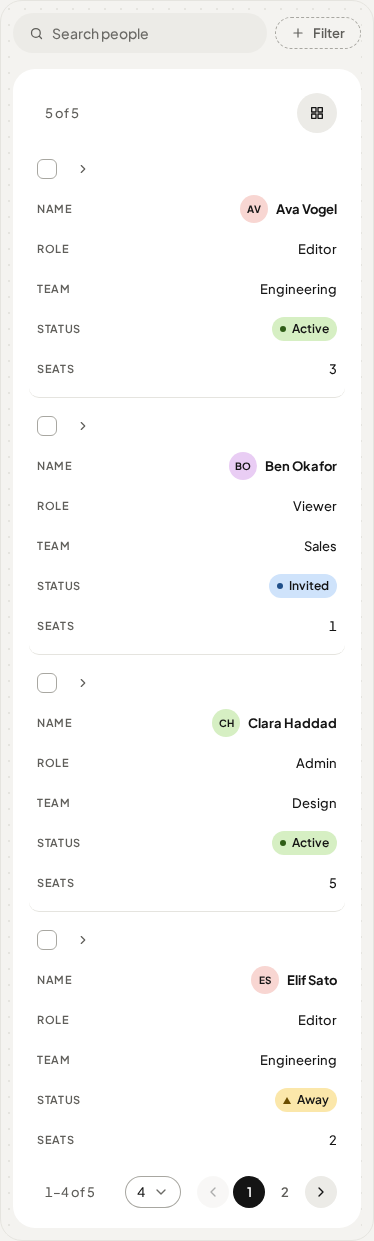 Search people
Filter
5 of 5
NAME AV Ava Vogel
ROLE Editor
TEAM Engineering
STATUS Active
SEATS 3
NAME BO Ben Okafor
ROLE Viewer
TEAM Sales
STATUS Invited
SEATS 1
NAME CH Clara Haddad
ROLE Admin
TEAM Design
STATUS Active
SEATS 5
NAME ES Elif Sato
ROLE Editor
TEAM Engineering
STATUS Away
SEATS 2
1–4 of 5 4 1 2